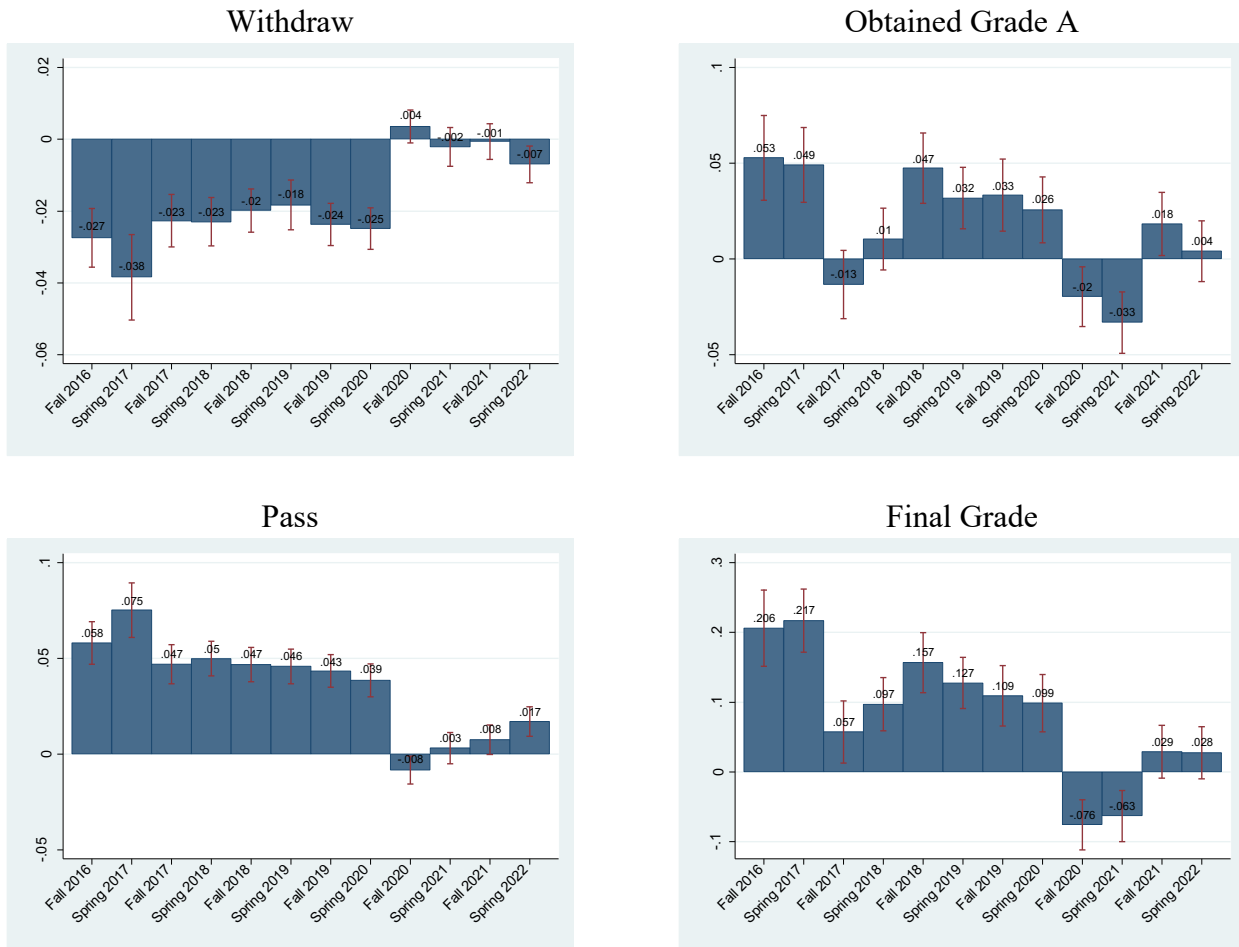 Withdraw
.02
0
-.02
-.04
-.06
-.027
-.038
-.023
-.023
-.02
-.018
-.024
-.025
.004
-.002
-.001
-.007
Fall 2016
Spring 2017
Fall 2017
Spring 2018
Fall 2018
Spring 2019
Fall 2019
Spring 2020
Fall 2020
Spring 2021
Fall 2021
Spring 2022
Obtained Grade A
.1
.05
0
-.05
.053
.049
-.013
.01
.047
.032
.033
.026
-.02
-.033
.018
.004
Fall 2016
Spring 2017
Fall 2017
Spring 2018
Fall 2018
Spring 2019
Fall 2019
Spring 2020
Fall 2020
Spring 2021
Fall 2021
Spring 2022
Pass
.1
.05
0
-.05
.058
.075
.047
.05
.047
.046
.043
.039
-.008
.003
.008
.017
Fall 2016
Spring 2017
Fall 2017
Spring 2018
Fall 2018
Spring 2019
Fall 2019
Spring 2020
Fall 2020
Spring 2021
Fall 2021
Spring 2022
Final Grade
.3
.2
.1
0
-.1
.206
.217
.057
.097
.157
.127
.109
.099
-.076
-.063
.029
.028
Fall 2016
Spring 2017
Fall 2017
Spring 2018
Fall 2018
Spring 2019
Fall 2019
Spring 2020
Fall 2020
Spring 2021
Fall 2021
Spring 2022